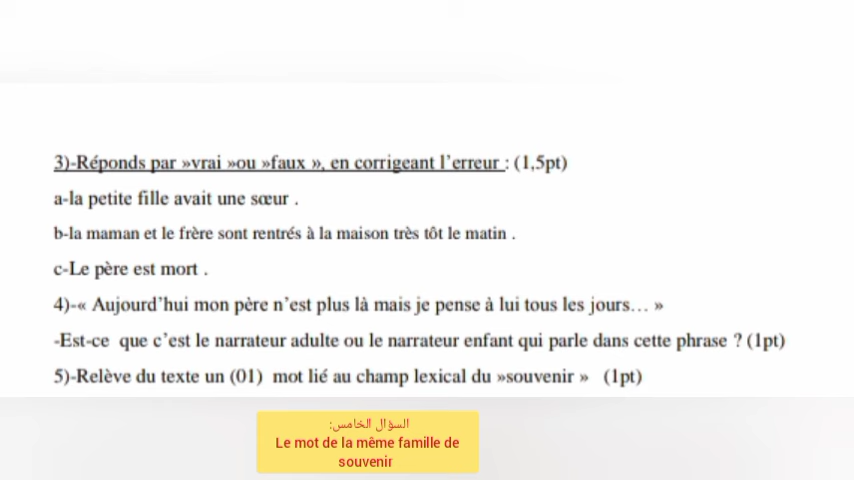 3)-Réponds par »vrai »ou »faux », en corrigeant l'erreur : (1,5pt)
a-la petite fille avait une sœur .
b-la maman et le frère sont rentrés à la maison très tôt le matin .
c-Le père est mort .
4)-« Aujourd'hui mon père n'est plus là mais je pense à lui tous les jours… »
-Est-ce que c'est le narrateur adulte ou le narrateur enfant qui parle dans cette phrase ? (1pt)
5)-Relève du texte un (01) mot lié au champ lexical du »souvenir » (1pt)
السؤال الخامس:
Le mot de la même famille de
souvenir